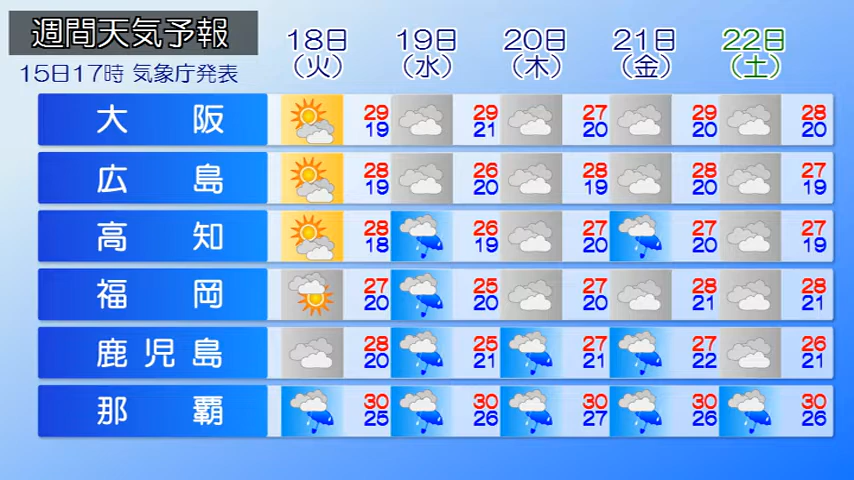 週間天気予報
15日17時 気象庁発表
18日 19日 20日 21日 22日
(火) (水) (木) (金) (土)
大阪 29 19 29 21 27 20 29 20 28 20
広島 28 19 26 20 28 19 28 20 27 19
高知 28 18 26 19 27 20 27 20 27 19
福岡 27 20 25 20 27 20 28 21 28 21
鹿児島 28 20 25 21 27 21 27 22 26 21
那覇 30 25 30 26 30 27 30 26 30 26